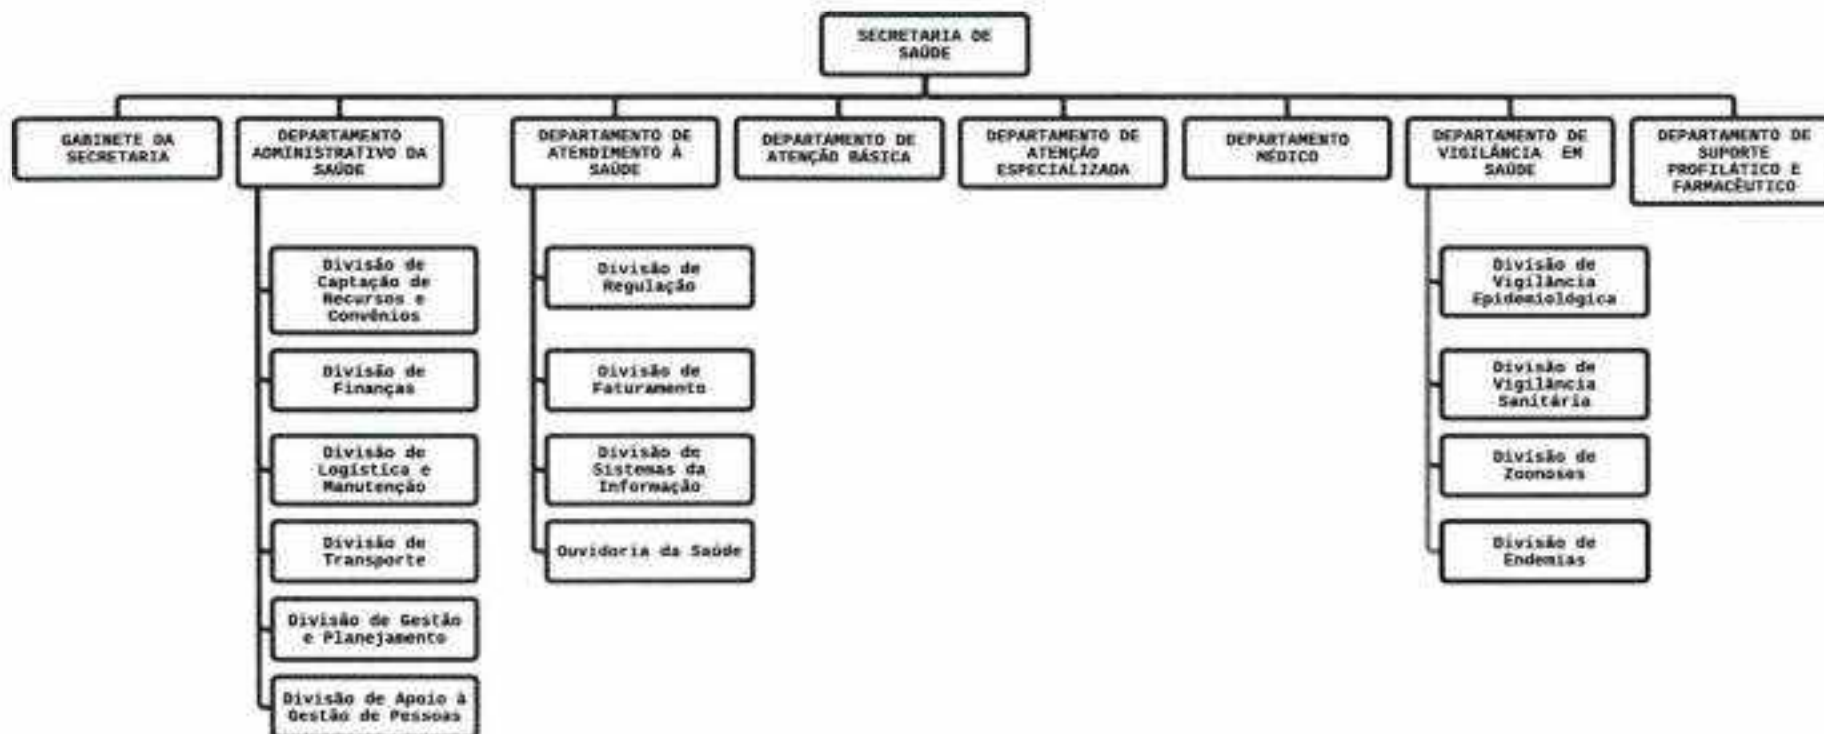 SECRETARIA DE
SAÚDE
GABINETE DA
SECRETARIA
DEPARTAMENTO
ADMINISTRATIVO DA
SAÚDE
DEPARTAMENTO DE
ATENDIMENTO À
SAÚDE
DEPARTAMENTO DE
ATENÇÃO BÁSICA
DEPARTAMENTO DE
ATENÇÃO
ESPECIALIZADA
DEPARTAMENTO
MÉDICO
DEPARTAMENTO DE
VIGILÂNCIA EM
SAÚDE
DEPARTAMENTO DE
SUPORTE
PROFILÁTICO E
FARMACÊUTICO
Divisão de
Captação de
Recursos e
Convênios
Divisão de
Finanças
Divisão de
Logística e
Manutenção
Divisão de
Transporte
Divisão de Gestão
e Planejamento
Divisão de Apoio à
Gestão de Pessoas
Divisão de
Regulação
Divisão de
Faturamento
Divisão de
Sistemas da
Informação
Ouvidoria da Saúde
Divisão de
Vigilância
Epidemiológica
Divisão de
Vigilância
Sanitária
Divisão de
Zoonoses
Divisão de
Endemias